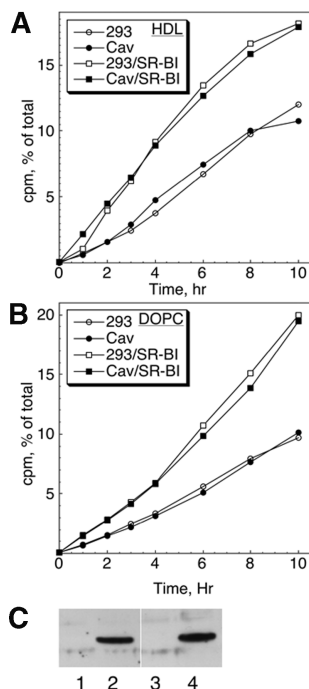 A
293 HDL
Cav
293/SR-BI
Cav/SR-BI
cpm, % of total
15
10
5
0 2 4 6 8 10
Time, hr
B
293 DOPC
Cav
293/SR-BI
Cav/SR-BI
cpm, % of total
20
15
10
5
0 2 4 6 8 10
Time, Hr
C
1 2 3 4